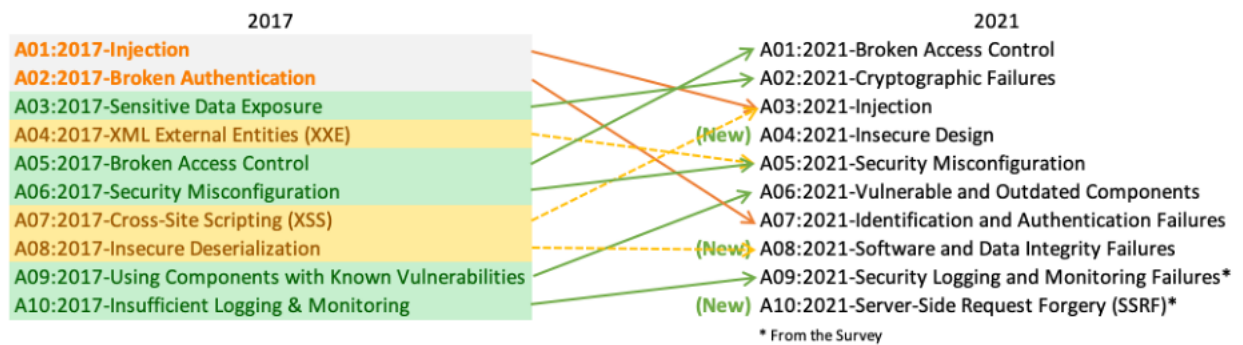 2017 2021
A01:2017-Injection A01:2021-Broken Access Control
A02:2017-Broken Authentication A02:2021-Cryptographic Failures
A03:2017-Sensitive Data Exposure A03:2021-Injection
A04:2017-XML External Entities (XXE) (New) A04:2021-Insecure Design
A05:2017-Broken Access Control A05:2021-Security Misconfiguration
A06:2017-Security Misconfiguration A06:2021-Vulnerable and Outdated Components
A07:2017-Cross-Site Scripting (XSS) A07:2021-Identification and Authentication Failures
A08:2017-Insecure Deserialization (New) A08:2021-Software and Data Integrity Failures
A09:2017-Using Components with Known Vulnerabilities A09:2021-Security Logging and Monitoring Failures*
A10:2017-Insufficient Logging & Monitoring (New) A10:2021-Server-Side Request Forgery (SSRF)*
* From the Survey